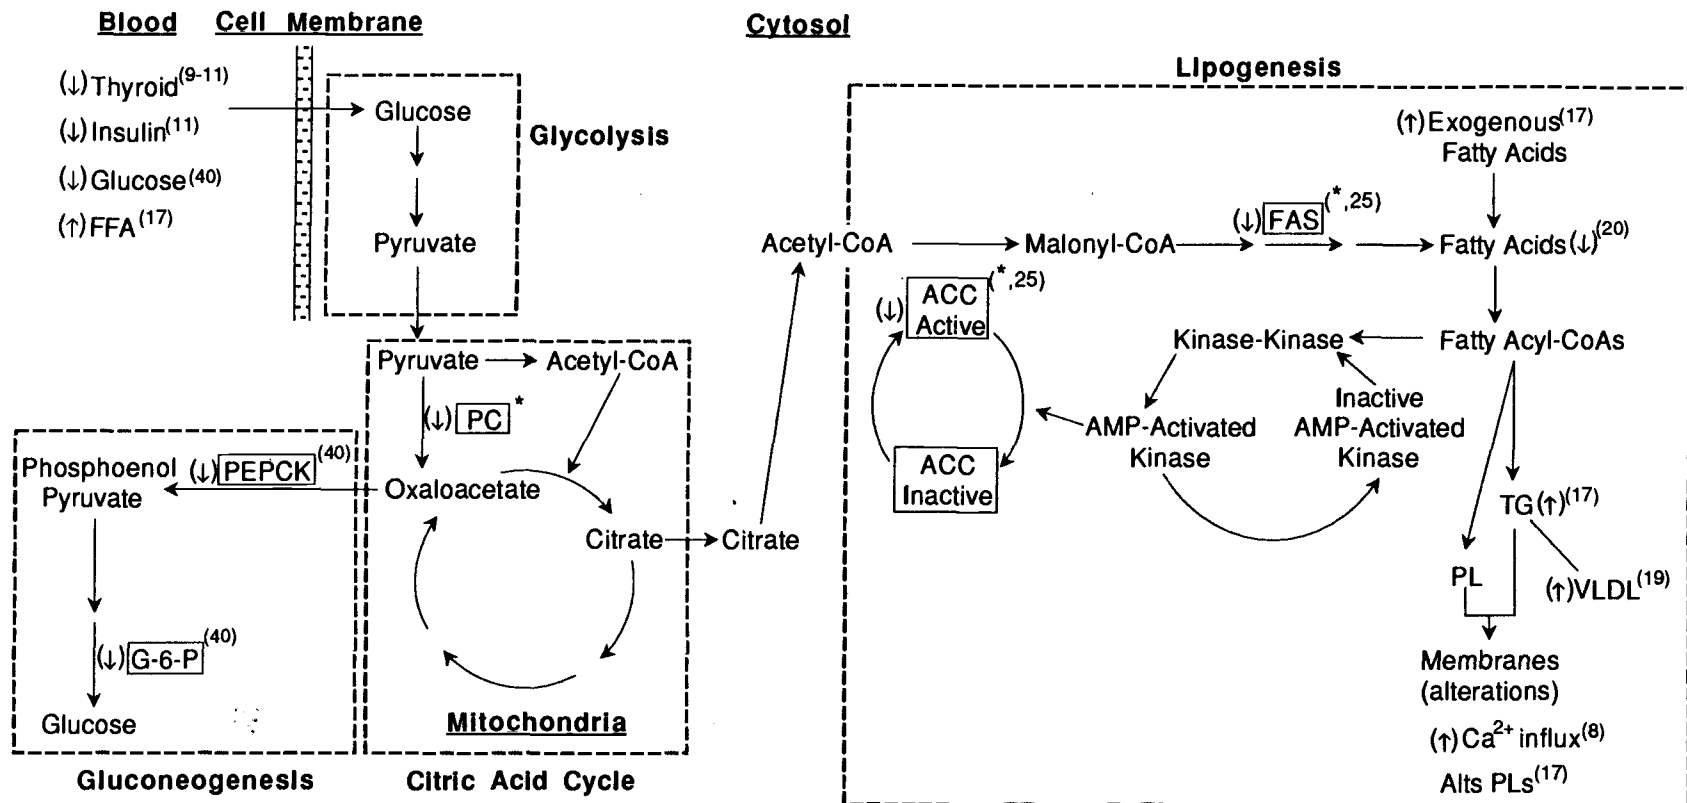 Blood Cell Membrane
Cytosol
(↓) Thyroid(9-11)
(↓) Insulin(11)
(↓) Glucose(40)
(↑) FFA(17)
Glucose
Pyruvate
Glycolysis
Pyruvate
Acetyl-CoA
(↓) PC *
Oxaloacetate
Citrate
Citrate
Mitochondria
Citric Acid Cycle
Phosphoenol
Pyruvate
(↓) PEPCK (40)
(↓) G-6-P (40)
Glucose
Gluconeogenesis
Lipogenesis
Acetyl-CoA
Malonyl-CoA
(↓) FAS (*,25)
(↑) Exogenous(17)
Fatty Acids
Fatty Acids (↓)(20)
Fatty Acyl-CoAs
(↓) ACC (*,25)
Active
ACC
Inactive
Kinase-Kinase
AMP-Activated
Kinase
Inactive
AMP-Activated
Kinase
TG (↑)(17)
PL
(↑) VLDL(19)
Membranes
(alterations)
(↑) Ca2+ influx(8)
Alts PLs(17)